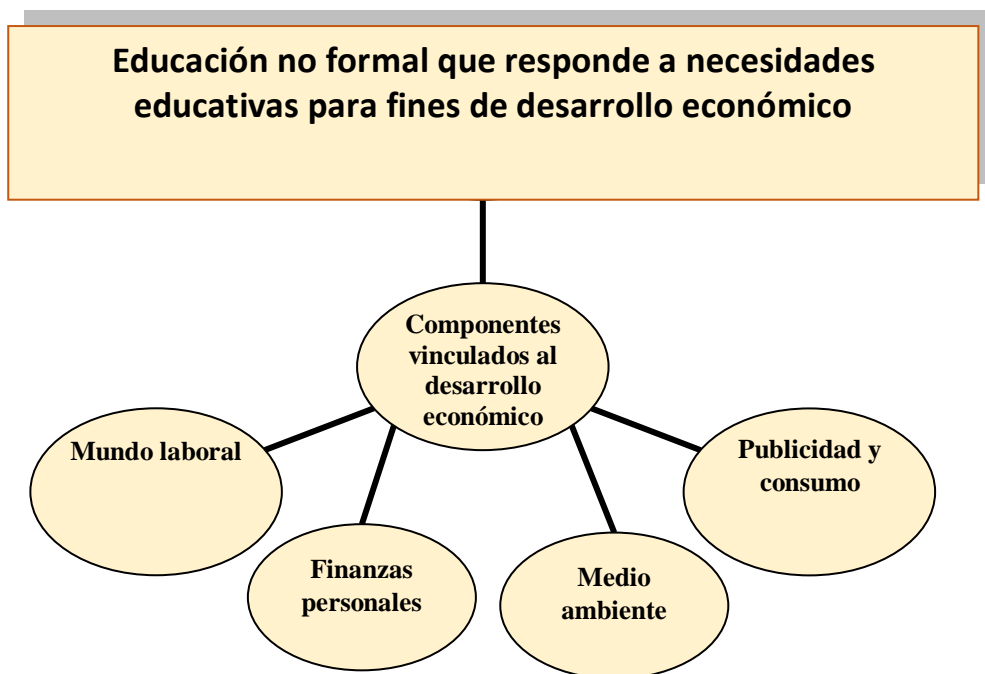 Educación no formal que responde a necesidades
educativas para fines de desarrollo económico
Componentes
vinculados al
desarrollo
económico
Mundo laboral
Finanzas
personales
Medio
ambiente
Publicidad y
consumo